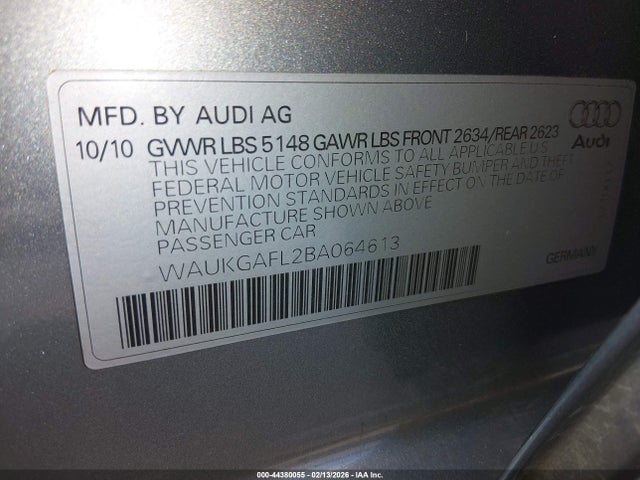 MFD. BY AUDI AG
10/10 GVWR LBS 5148 GAWR LBS FRONT 2634/REAR 2623
THIS VEHICLE CONFORMS TO ALL APPLICABLE U.S.
FEDERAL MOTOR VEHICLE SAFETY BUMPER AND THEFT
PREVENTION STANDARDS IN EFFECT ON THE DATE OF
MANUFACTURE SHOWN ABOVE
PASSENGER CAR
WAUKGAFL2BA064613
Audi
GERMANY
000-44380055 - 02/13/2026 - IAA Inc.